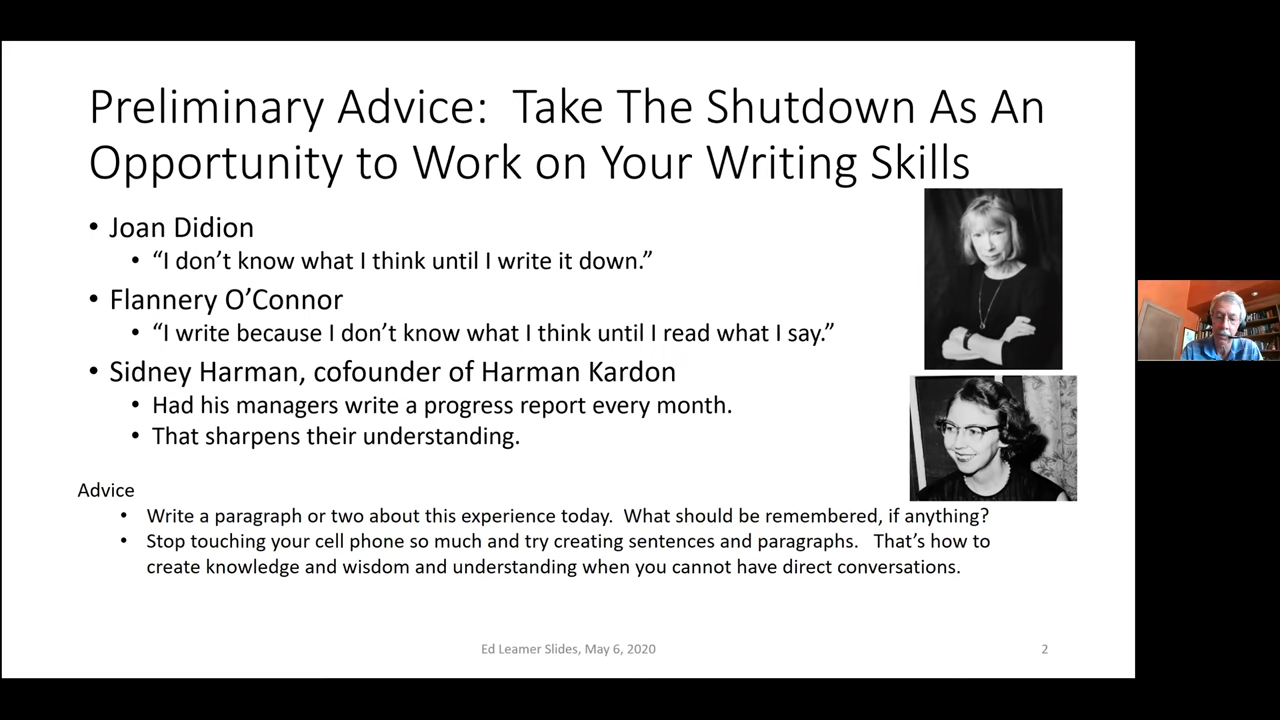 Preliminary Advice:  Take The Shutdown As An
Opportunity to Work on Your Writing Skills
• Joan Didion
• “I don’t know what I think until I write it down.”
• Flannery O’Connor
• “I write because I don’t know what I think until I read what I say.”
• Sidney Harman, cofounder of Harman Kardon
• Had his managers write a progress report every month.
• That sharpens their understanding.
Advice
• Write a paragraph or two about this experience today.  What should be remembered, if anything?
• Stop touching your cell phone so much and try creating sentences and paragraphs.   That’s how to
create knowledge and wisdom and understanding when you cannot have direct conversations.
Ed Leamer Slides, May 6, 2020
2